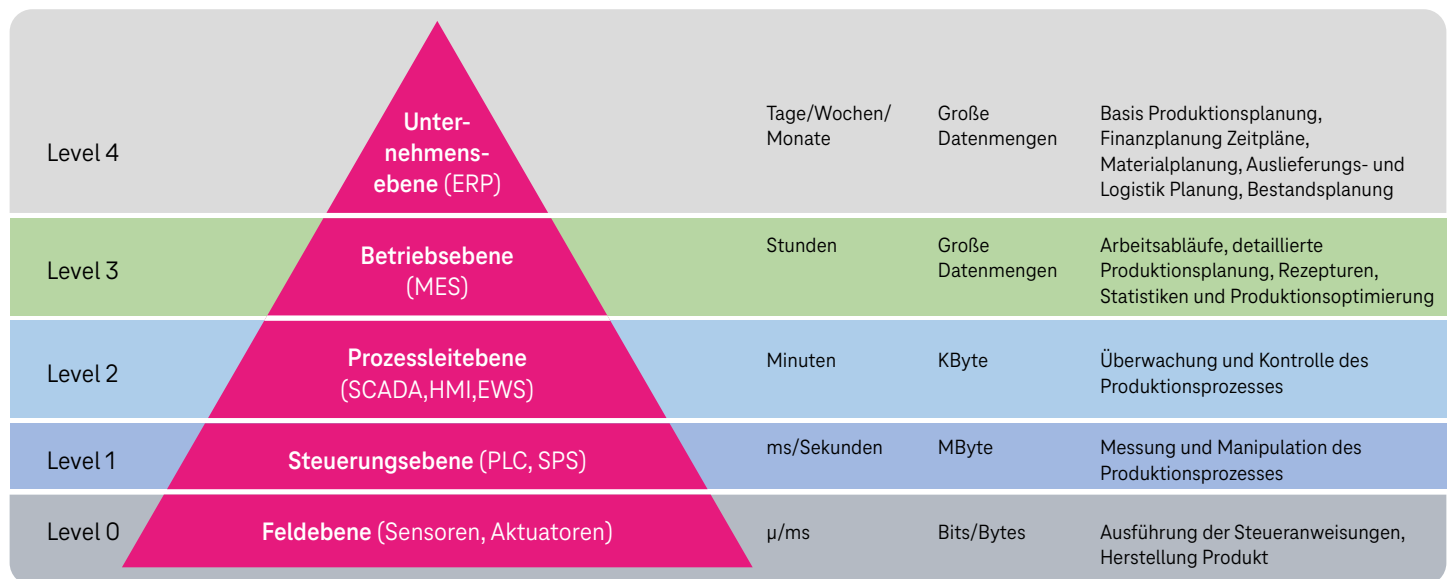 Level 4
Unter-
nehmens-
ebene (ERP)
Tage/Wochen/
Monate
Große
Datenmengen
Basis Produktionsplanung,
Finanzplanung Zeitpläne,
Materialplanung, Auslieferungs- und
Logistik Planung, Bestandsplanung
Level 3
Betriebsebene
(MES)
Stunden
Große
Datenmengen
Arbeitsabläufe, detaillierte
Produktionsplanung, Rezepturen,
Statistiken und Produktionsoptimierung
Level 2
Prozessleitebene
(SCADA,HMI,EWS)
Minuten
KByte
Überwachung und Kontrolle des
Produktionsprozesses
Level 1
Steuerungsebene (PLC, SPS)
ms/Sekunden
MByte
Messung und Manipulation des
Produktionsprozesses
Level 0
Feldebene (Sensoren, Aktuatoren)
µ/ms
Bits/Bytes
Ausführung der Steueranweisungen,
Herstellung Produkt